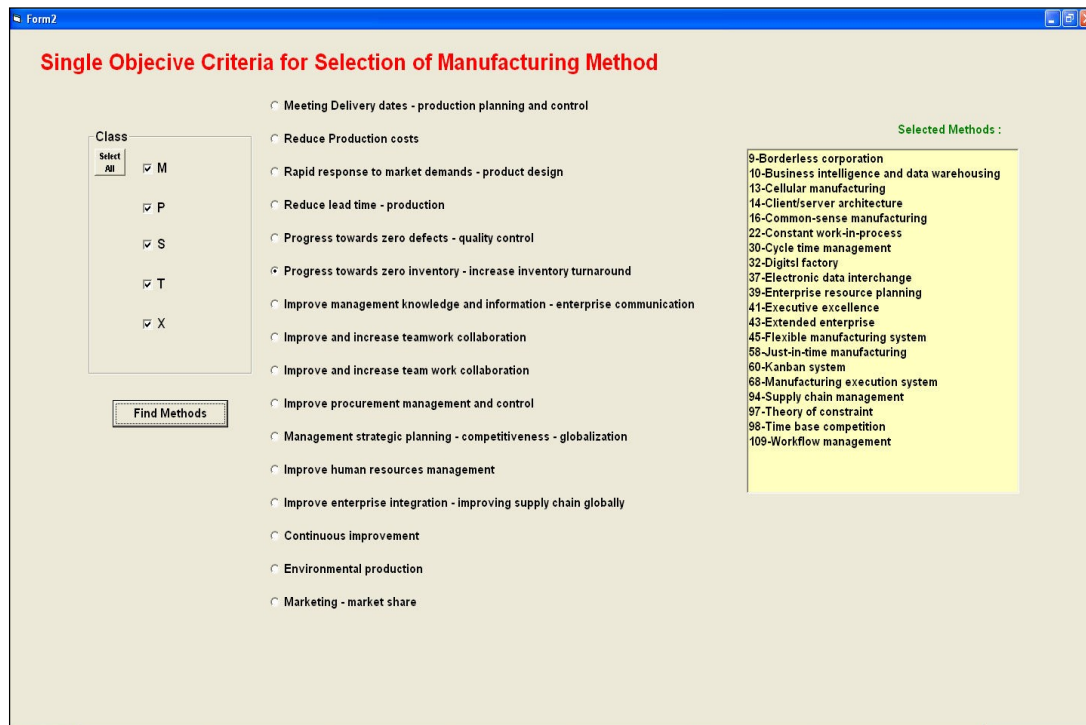 Form2
Single Objecive Criteria for Selection of Manufacturing Method
Class
Select
All
M
P
S
T
X
Find Methods
Meeting Delivery dates - production planning and control
Reduce Production costs
Rapid response to market demands - product design
Reduce lead time - production
Progress towards zero defects - quality control
Progress towards zero inventory - increase inventory turnaround
Improve management knowledge and information - enterprise communication
Improve and increase teamwork collaboration
Improve and increase team work collaboration
Improve procurement management and control
Management strategic planning - competitiveness - globalization
Improve human resources management
Improve enterprise integration - improving supply chain globally
Continuous improvement
Environmental production
Marketing - market share
Selected Methods :
9-Borderless corporation
10-Business intelligence and data warehousing
13-Cellular manufacturing
14-Client/server architecture
16-Common-sense manufacturing
22-Constant work-in-process
30-Cycle time management
32-Digitsl factory
37-Electronic data interchange
39-Enterprise resource planning
41-Executive excellence
43-Extended enterprise
45-Flexible manufacturing system
58-Just-in-time manufacturing
60-Kanban system
68-Manufacturing execution system
94-Supply chain management
97-Theory of constraint
98-Time base competition
109-Workflow management